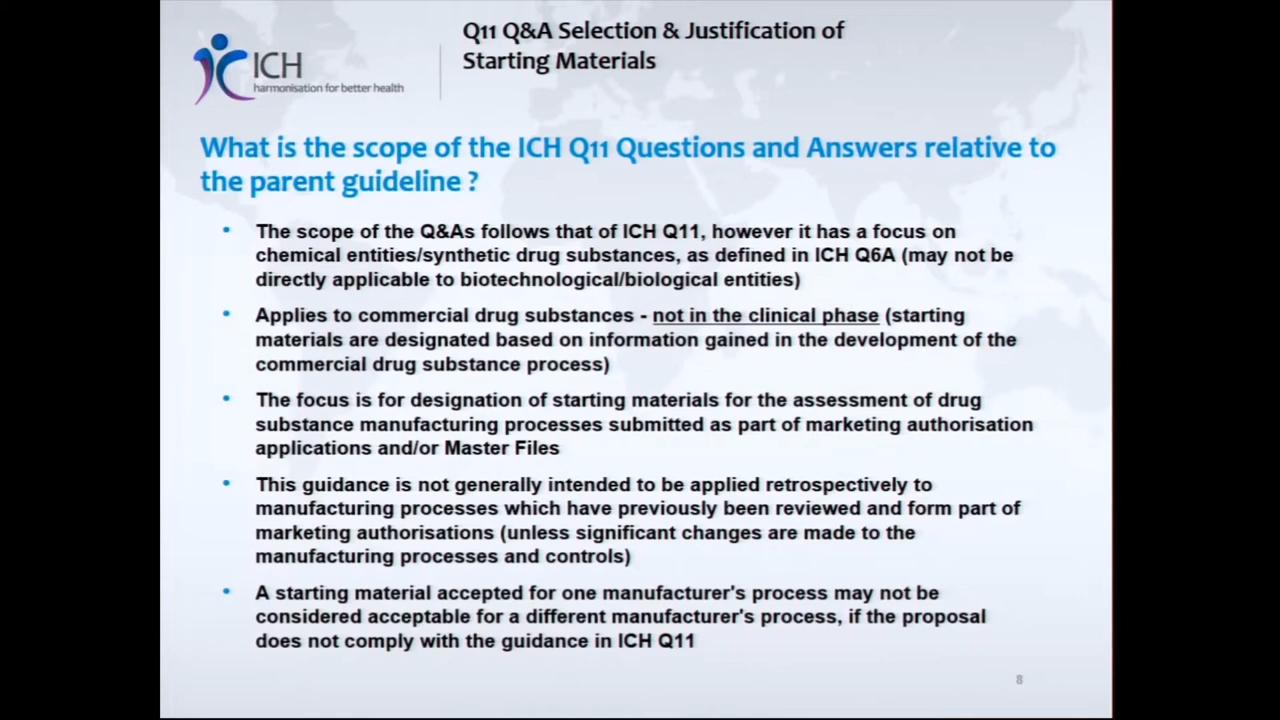 Q11 Q&A Selection & Justification of
Starting Materials
ICH
harmonisation for better health
What is the scope of the ICH Q11 Questions and Answers relative to
the parent guideline ?
• The scope of the Q&As follows that of ICH Q11, however it has a focus on
chemical entities/synthetic drug substances, as defined in ICH Q6A (may not be
directly applicable to biotechnological/biological entities)
• Applies to commercial drug substances - not in the clinical phase (starting
materials are designated based on information gained in the development of the
commercial drug substance process)
• The focus is for designation of starting materials for the assessment of drug
substance manufacturing processes submitted as part of marketing authorisation
applications and/or Master Files
• This guidance is not generally intended to be applied retrospectively to
manufacturing processes which have previously been reviewed and form part of
marketing authorisations (unless significant changes are made to the
manufacturing processes and controls)
• A starting material accepted for one manufacturer's process may not be
considered acceptable for a different manufacturer's process, if the proposal
does not comply with the guidance in ICH Q11
8